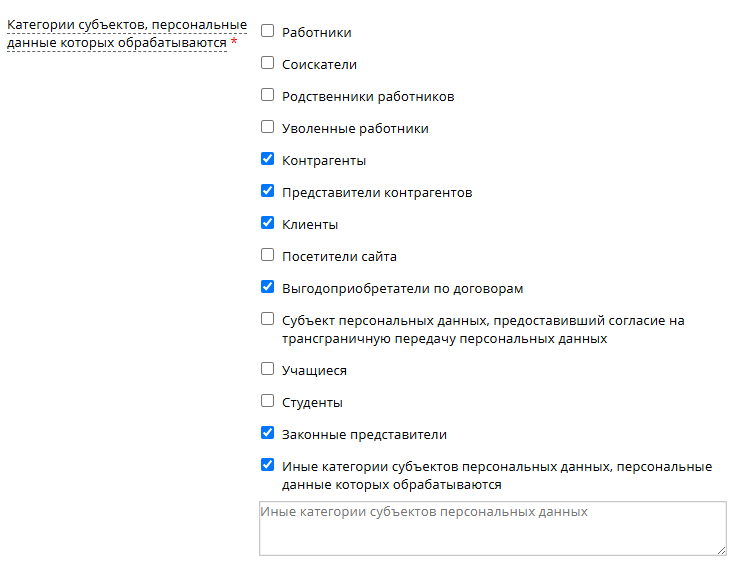 Категории субъектов, персональные
данные которых обрабатываются *
Работники
Соискатели
Родственники работников
Уволенные работники
Контрагенты
Представители контрагентов
Клиенты
Посетители сайта
Выгодоприобретатели по договорам
Субъект персональных данных, предоставивший согласие на
трансграничную передачу персональных данных
Учащиеся
Студенты
Законные представители
Иные категории субъектов персональных данных, персональные
данные которых обрабатываются
Иные категории субъектов персональных данных